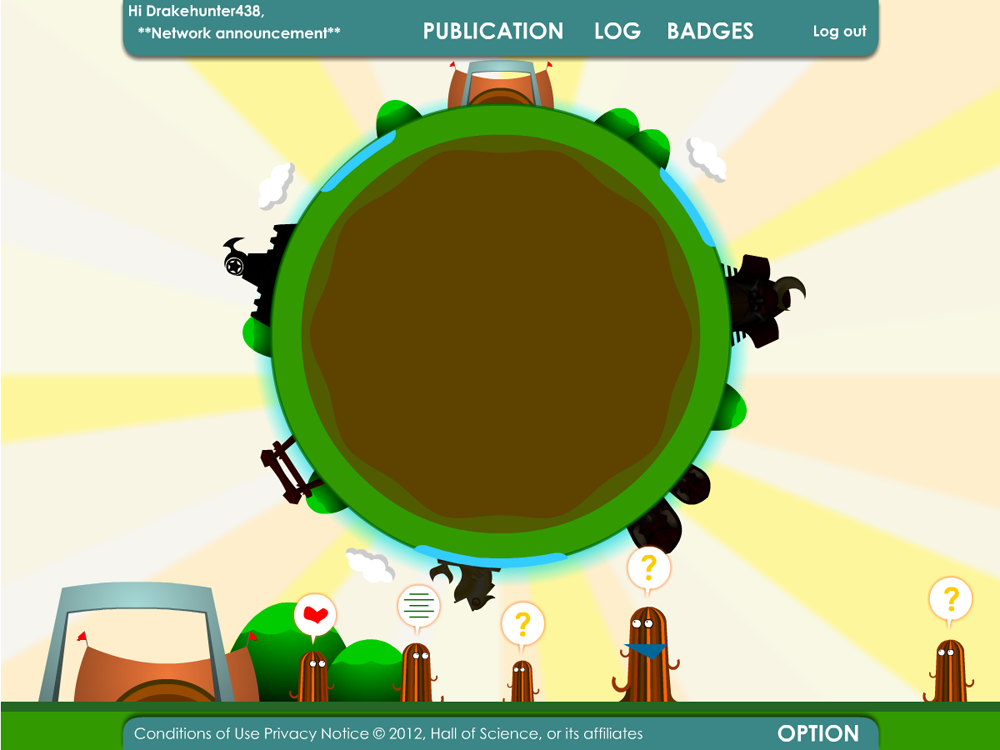 Hi Drakehunter438,
**Network announcement**
PUBLICATION LOG BADGES
Log out
?
?
?
Conditions of Use Privacy Notice © 2012, Hall of Science, or its affiliates
OPTION